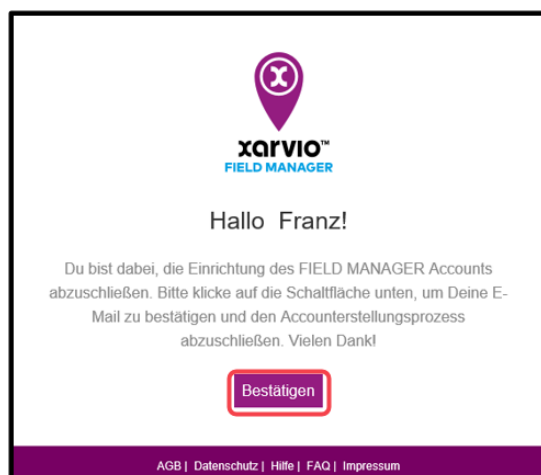 xarvio™
FIELD MANAGER
Hallo Franz!
Du bist dabei, die Einrichtung des FIELD MANAGER Accounts
abzuschließen. Bitte klicke auf die Schaltfläche unten, um Deine E-
Mail zu bestätigen und den Accounterstellungsprozess
abzuschließen. Vielen Dank!
Bestätigen
AGB | Datenschutz | Hilfe | FAQ | Impressum